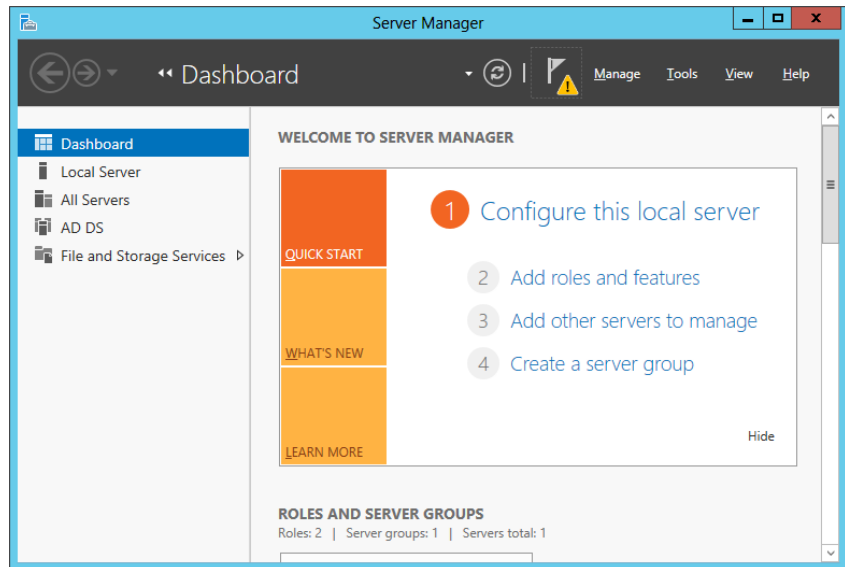 Server Manager
Dashboard
Manage Tools View Help
Dashboard
Local Server
All Servers
AD DS
File and Storage Services
WELCOME TO SERVER MANAGER
QUICK START
WHAT'S NEW
LEARN MORE
1 Configure this local server
2 Add roles and features
3 Add other servers to manage
4 Create a server group
Hide
ROLES AND SERVER GROUPS
Roles: 2 | Server groups: 1 | Servers total: 1